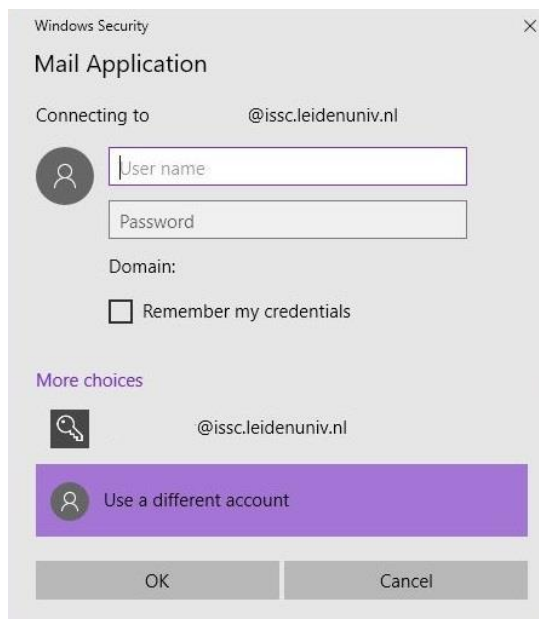 Windows Security
Mail Application
Connecting to @issc.leidenuniv.nl
User name
Password
Domain:
Remember my credentials
More choices
@issc.leidenuniv.nl
Use a different account
OK Cancel